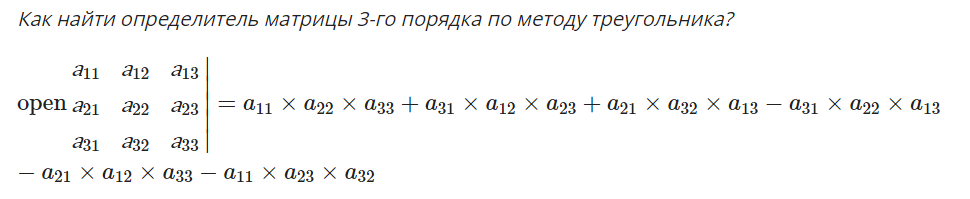 Как найти определитель матрицы 3-го порядка по методу треугольника?
a₁₁ a₁₂ a₁₃
open a₂₁ a₂₂ a₂₃ | = a₁₁ × a₂₂ × a₃₃ + a₃₁ × a₁₂ × a₂₃ + a₂₁ × a₃₂ × a₁₃ − a₃₁ × a₂₂ × a₁₃
a₃₁ a₃₂ a₃₃
− a₂₁ × a₁₂ × a₃₃ − a₁₁ × a₂₃ × a₃₂